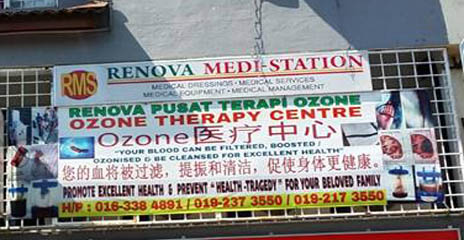 RMS
RENOVA MEDI-STATION
MEDICAL DRESSINGS · MEDICAL SERVICES
MEDICAL EQUIPMENT · MEDICAL MANAGEMENT
RENOVA PUSAT TERAPI OZONE
OZONE THERAPY CENTRE
Ozone医疗中心
"YOUR BLOOD CAN BE FILTERED, BOOSTED /
OZONISED & BE CLEANSED FOR EXCELLENT HEALTH"
您的血将被过滤，提振和清洁，促使身体更健康。
PROMOTE EXCELLENT HEALTH & PREVENT "HEALTH-TRAGEDY" FOR YOUR BELOVED FAMILY
H/P : 016-338 4891 / 019-237 3550 / 019-217 3550